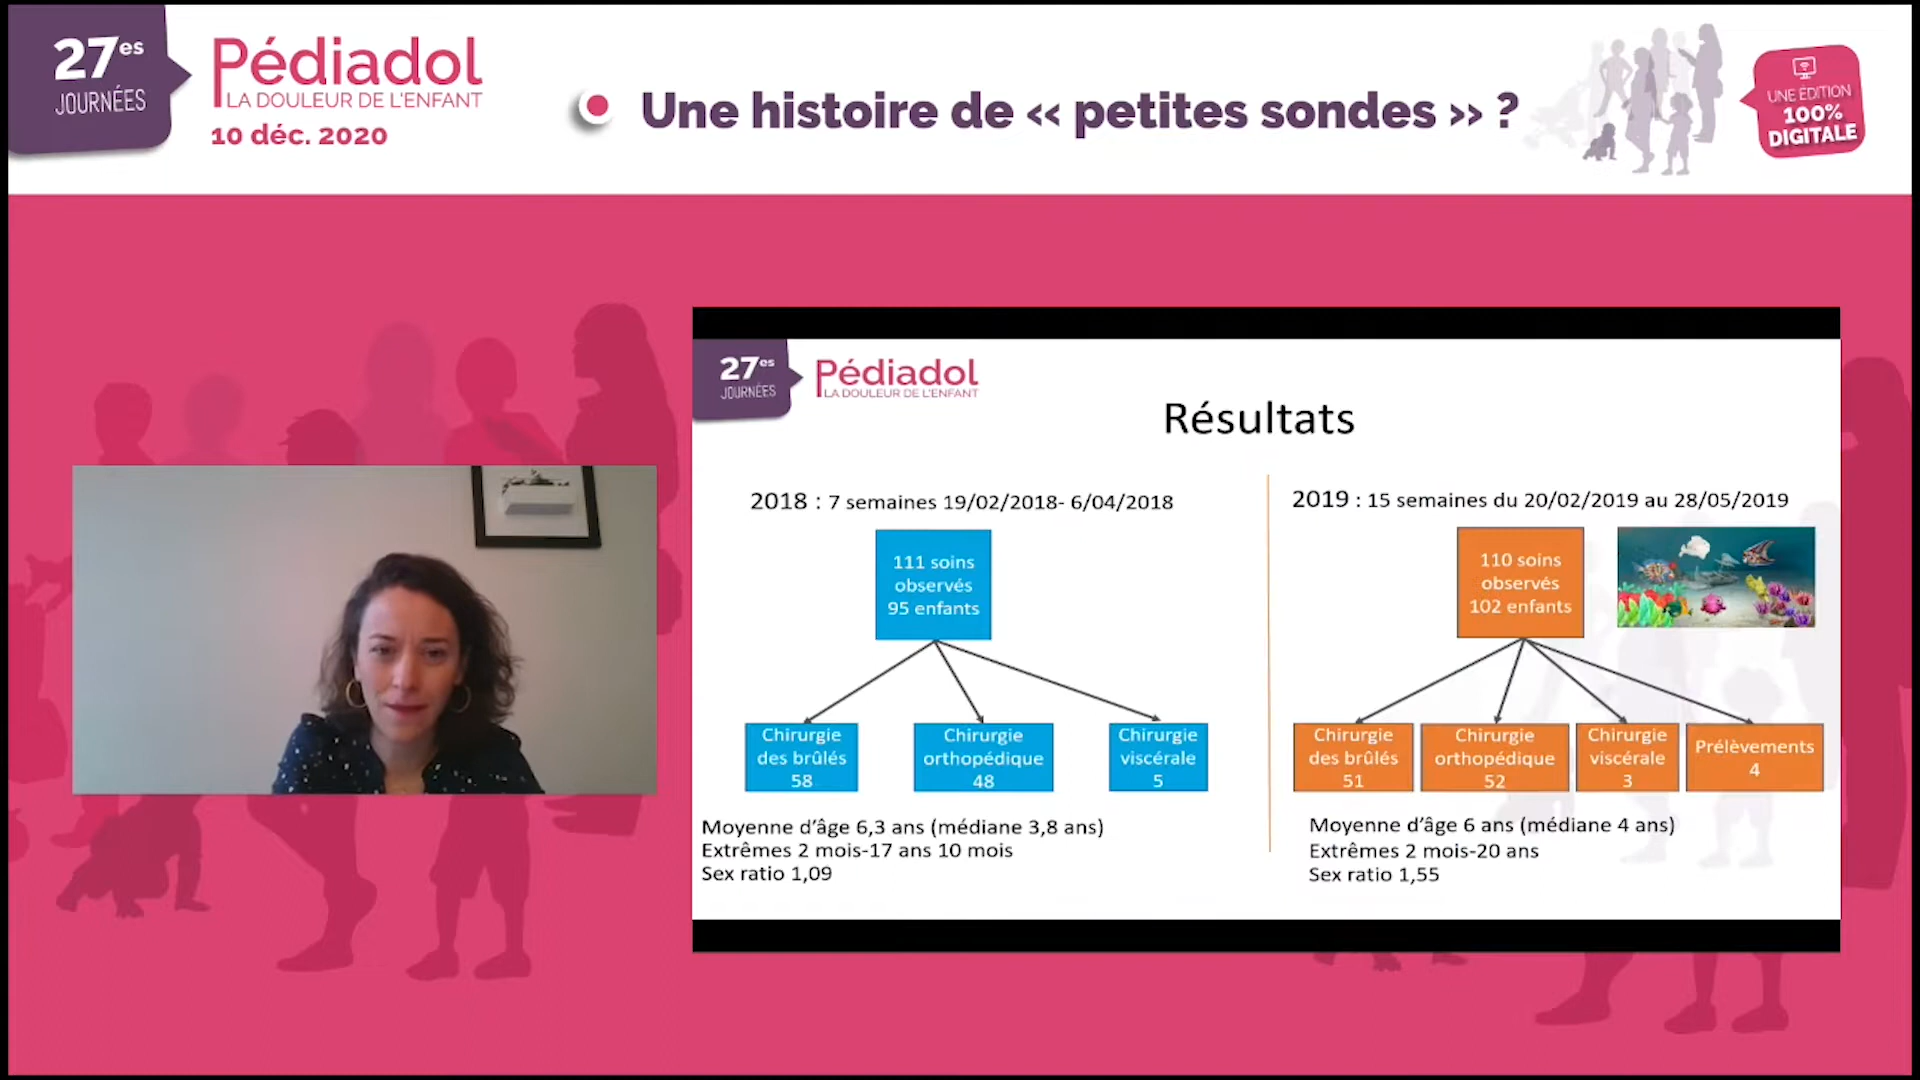 27es
JOURNÉES
Pédiadol
LA DOULEUR DE L'ENFANT
10 déc. 2020
Une histoire de « petites sondes » ?
UNE ÉDITION
100%
DIGITALE
27es
JOURNÉES
Pédiadol
LA DOULEUR DE L'ENFANT
Résultats
2018 : 7 semaines 19/02/2018- 6/04/2018
111 soins
observés
95 enfants
Chirurgie
des brûlés
58
Chirurgie
orthopédique
48
Chirurgie
viscérale
5
Moyenne d'âge 6,3 ans (médiane 3,8 ans)
Extrêmes 2 mois-17 ans 10 mois
Sex ratio 1,09
2019 : 15 semaines du 20/02/2019 au 28/05/2019
110 soins
observés
102 enfants
Chirurgie
des brûlés
51
Chirurgie
orthopédique
52
Chirurgie
viscérale
3
Prélèvements
4
Moyenne d'âge 6 ans (médiane 4 ans)
Extrêmes 2 mois-20 ans
Sex ratio 1,55